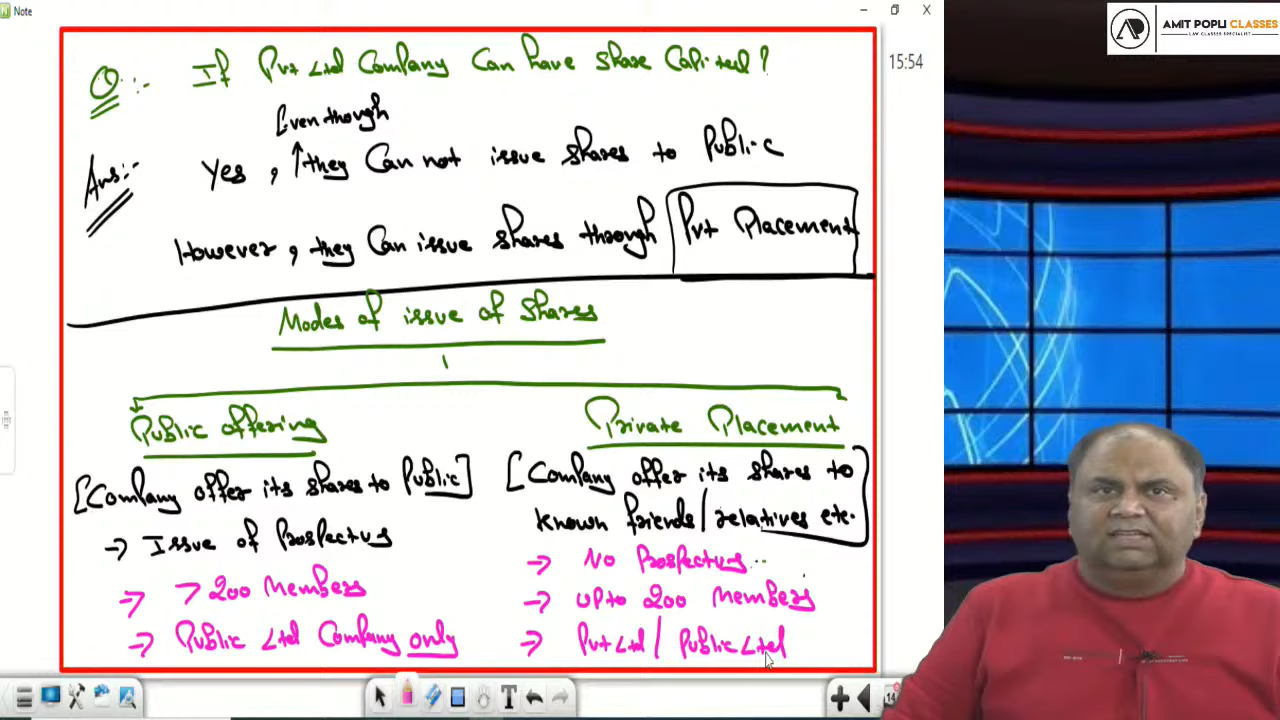 Note
AMIT POPLI CLASSES
LAW CLASSES SPECIALIST
15:54
Q:- If Pvt Ltd Company Can have share Capital?
Even though
Ans:- Yes, they Can not issue shares to Public
However, they Can issue shares through Pvt Placement
Modes of issue of shares
Public offering
[Company offer its shares to Public]
→ Issue of Prospectus
→ > 200 Members
→ Public Ltd Company only
Private Placement
[Company offer its shares to
known friends/relatives etc.]
→ No Prospectus
→ upto 200 Members
→ Pvt Ltd / Public Ltd
T
14